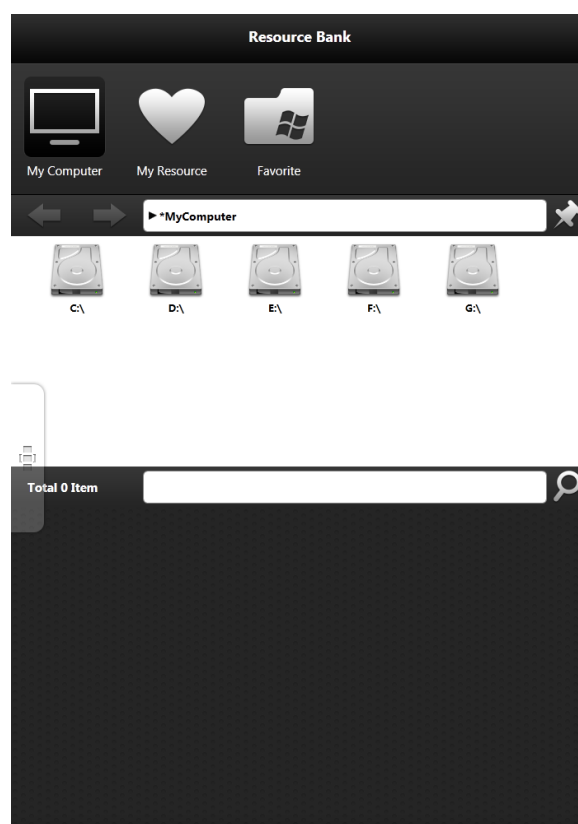 Resource Bank
My Computer My Resource Favorite
▶ *MyComputer
C:\ D:\ E:\ F:\ G:\
Total 0 Item